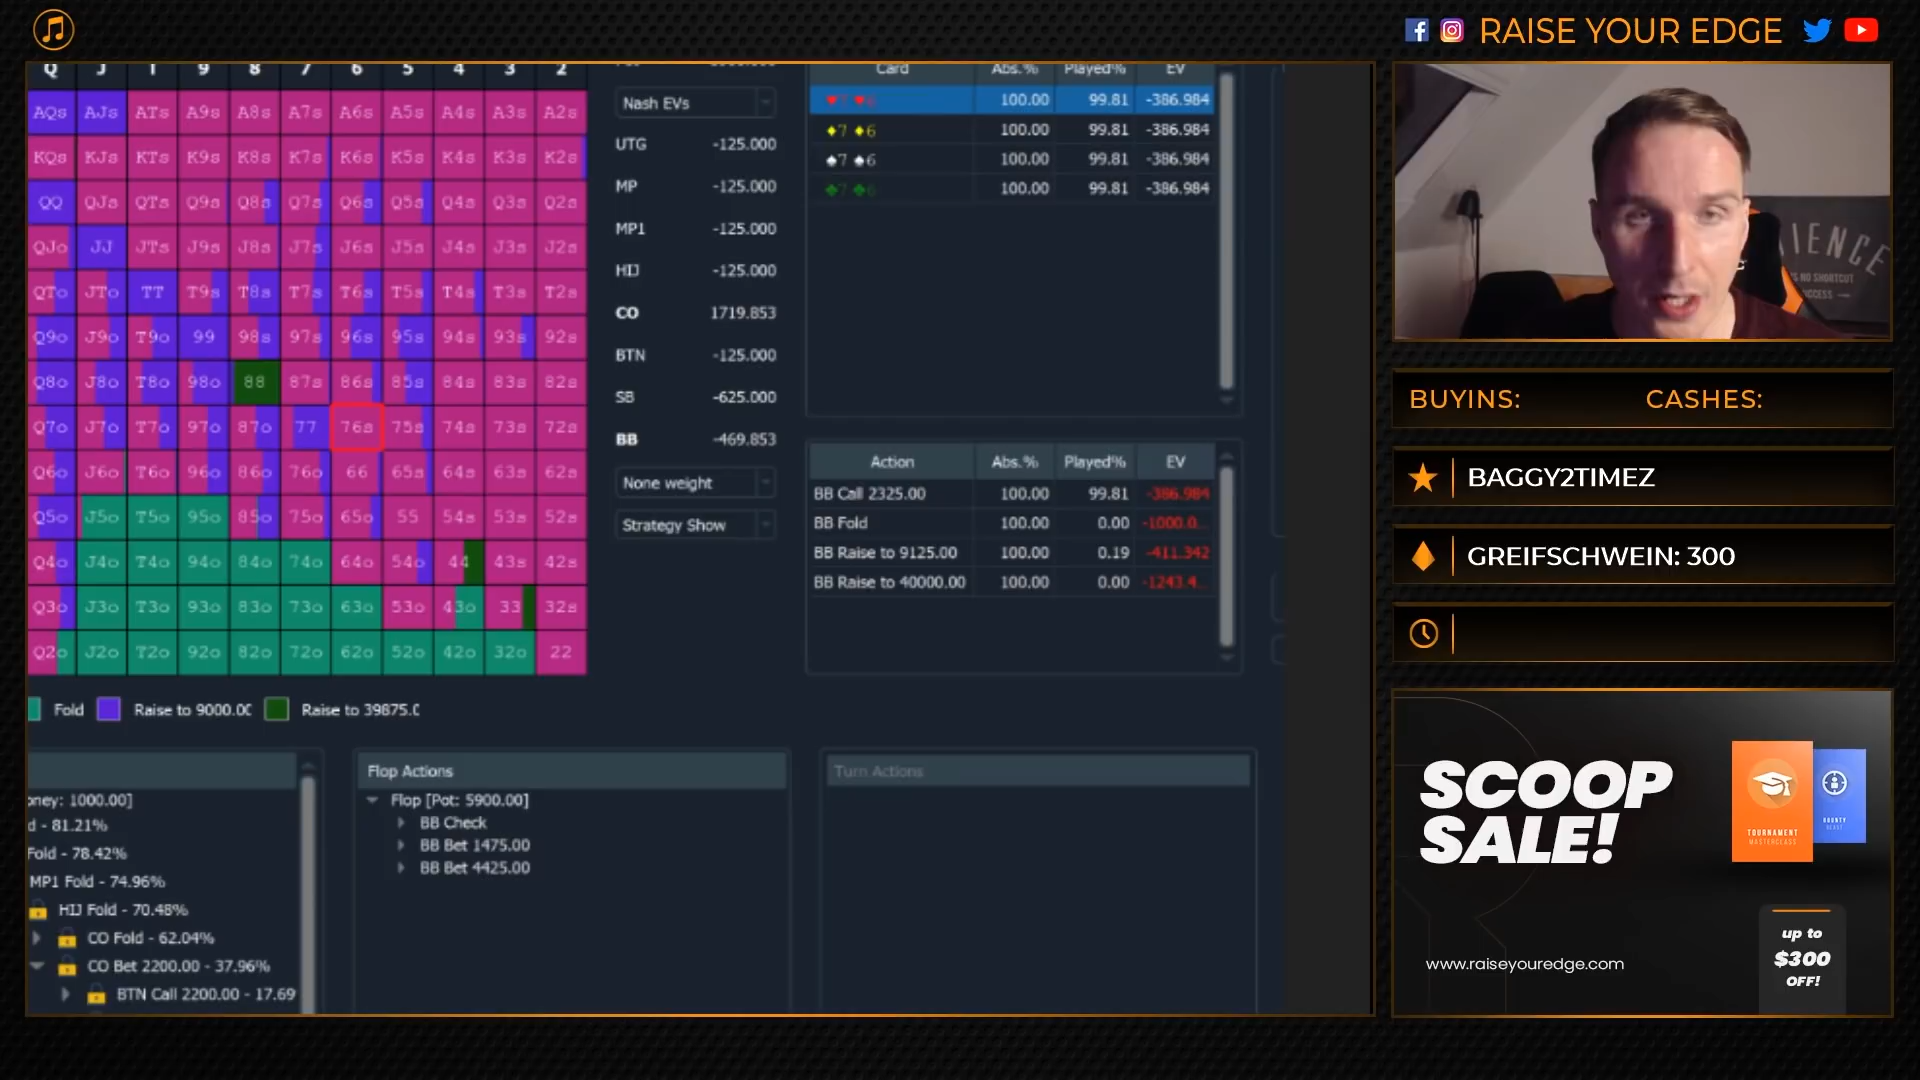 RAISE YOUR EDGE
Q J T 9 8 7 6 5 4 3 2
AQs AJs ATs A9s A8s A7s A6s A5s A4s A3s A2s
KQs KJs KTs K9s K8s K7s K6s K5s K4s K3s K2s
QQ QJs QTs Q9s Q8s Q7s Q6s Q5s Q4s Q3s Q2s
QJo JJ JTs J9s J8s J7s J6s J5s J4s J3s J2s
QTo JTo TT T9s T8s T7s T6s T5s T4s T3s T2s
Q9o J9o T9o 99 98s 97s 96s 95s 94s 93s 92s
Q8o J8o T8o 98o 88 87s 86s 85s 84s 83s 82s
Q7o J7o T7o 97o 87o 77 76s 75s 74s 73s 72s
Q6o J6o T6o 96o 86o 76o 66 65s 64s 63s 62s
Q5o J5o T5o 95o 85o 75o 65o 55 54s 53s 52s
Q4o J4o T4o 94o 84o 74o 64o 54o 44 43s 42s
Q3o J3o T3o 93o 83o 73o 63o 53o 43o 33 32s
Q2o J2o T2o 92o 82o 72o 62o 52o 42o 32o 22
Fold Raise to 9000.00 Raise to 39875.0
Nash EVs
UTG -125.000
MP -125.000
MP1 -125.000
HIJ -125.000
CO 1719.853
BTN -125.000
SB -625.000
BB -469.853
None weight
Strategy Show
Card Abs.% Played% EV
♥7 ♥6 100.00 99.81 -386.984
♦7 ♦6 100.00 99.81 -386.984
♠7 ♠6 100.00 99.81 -386.984
♣7 ♣6 100.00 99.81 -386.984
Action Abs.% Played% EV
BB Call 2325.00 100.00 99.81 -386.984
BB Fold 100.00 0.00 -1000.0...
BB Raise to 9125.00 100.00 0.19 -411.342
BB Raise to 40000.00 100.00 0.00 -1243.4...
oney: 1000.00]
d - 81.21%
Fold - 78.42%
MP1 Fold - 74.96%
HIJ Fold - 70.48%
CO Fold - 62.04%
CO Bet 2200.00 - 37.96%
BTN Call 2200.00 - 17.69
Flop Actions
Flop [Pot: 5900.00]
BB Check
BB Bet 1475.00
BB Bet 4425.00
Turn Actions
IENCE
NO SHORTCUT
BUYINS: CASHES:
BAGGY2TIMEZ
GREIFSCHWEIN: 300
SCOOP
SALE!
TOURNAMENT
MASTERCLASS
BOUNTY
BEAST
up to
$300
OFF!
www.raiseyouredge.com